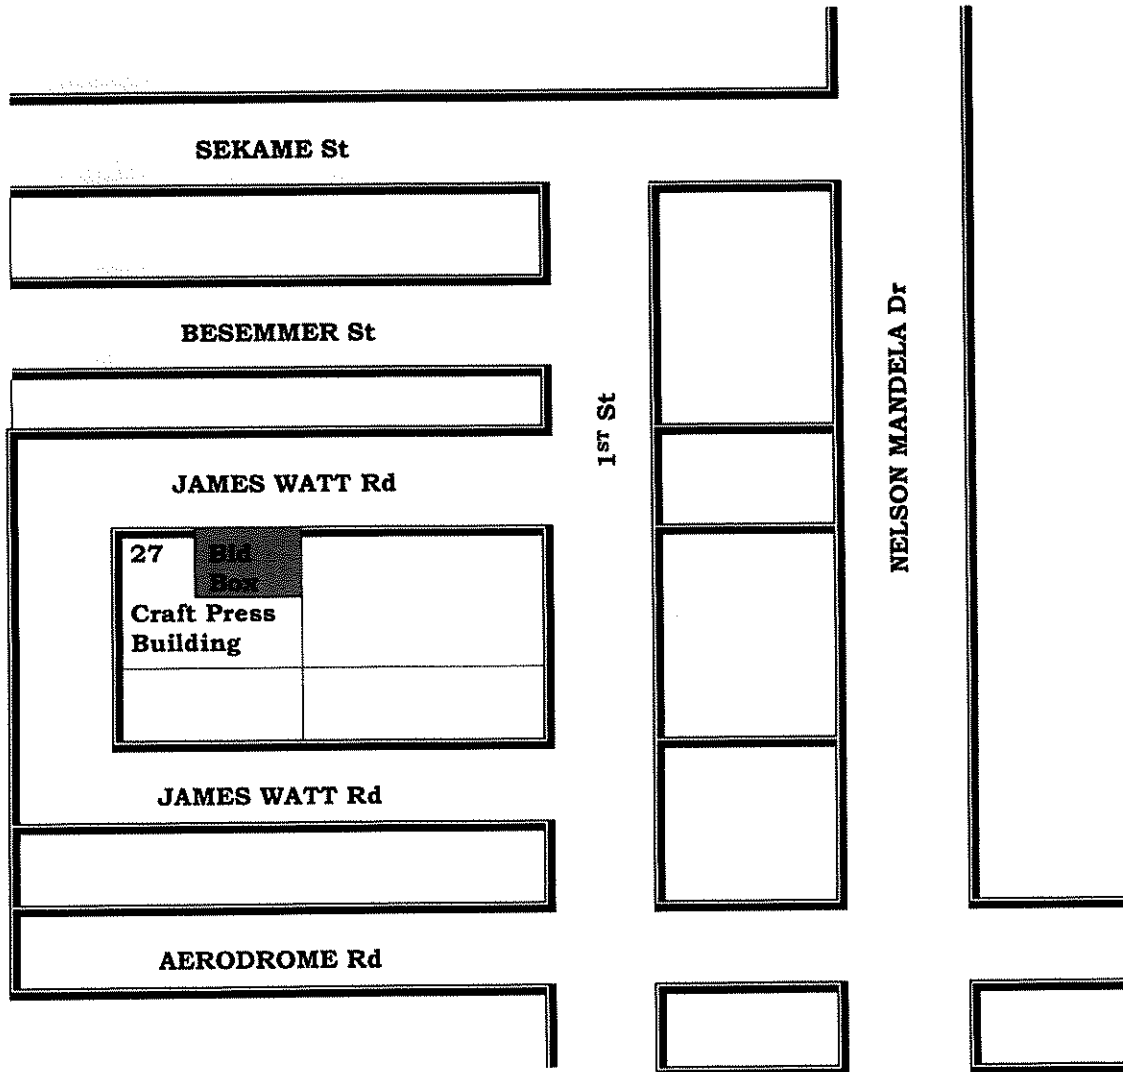 SEKAME St
BESEMMER St
1ST St
NELSON MANDELA Dr
JAMES WATT Rd
27
Bid
Box
Craft Press
Building
JAMES WATT Rd
AERODROME Rd